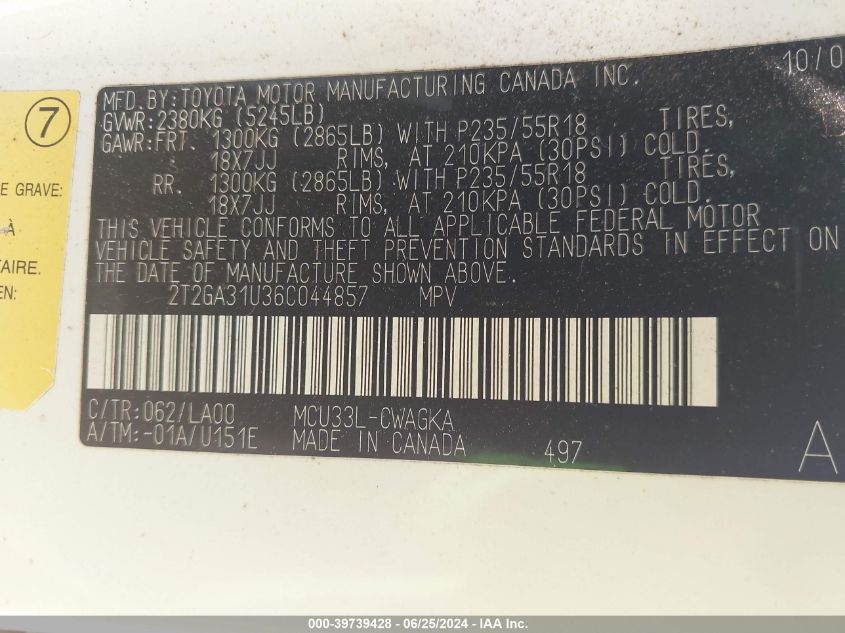 7
E GRAVE:
À
TAIRE.
EN:
10/0
MFD. BY: TOYOTA MOTOR MANUFACTURING CANADA INC.
GVWR: 2380KG (5245LB)
GAWR: FRT. 1300KG (2865LB) WITH P235/55R18 TIRES,
18X7JJ RIMS, AT 210KPA (30PSI) COLD.
RR. 1300KG (2865LB) WITH P235/55R18 TIRES,
18X7JJ RIMS, AT 210KPA (30PSI) COLD.
THIS VEHICLE CONFORMS TO ALL APPLICABLE FEDERAL MOTOR
VEHICLE SAFETY AND THEFT PREVENTION STANDARDS IN EFFECT ON
THE DATE OF MANUFACTURE SHOWN ABOVE.
2T2GA31U36C044857 MPV
C/TR: 062/LA00 MCU33L-CWAGKA
A/TM: -01A/U151E MADE IN CANADA 497 A
000-39739428 - 06/25/2024 - IAA Inc.